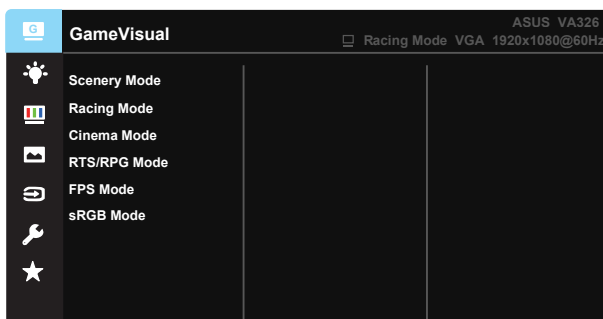 G
GameVisual
ASUS VA326
Racing Mode VGA 1920x1080@60Hz
Scenery Mode
Racing Mode
Cinema Mode
RTS/RPG Mode
FPS Mode
sRGB Mode